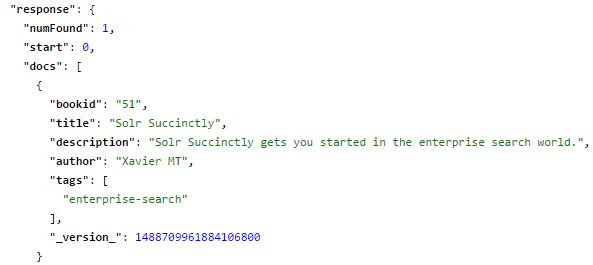 "response": {
"numFound": 1,
"start": 0,
"docs": [
{
"bookid": "51",
"title": "Solr Succinctly",
"description": "Solr Succinctly gets you started in the enterprise search world.",
"author": "Xavier MT",
"tags": [
"enterprise-search"
],
"_version_": 1488709961884106800
}